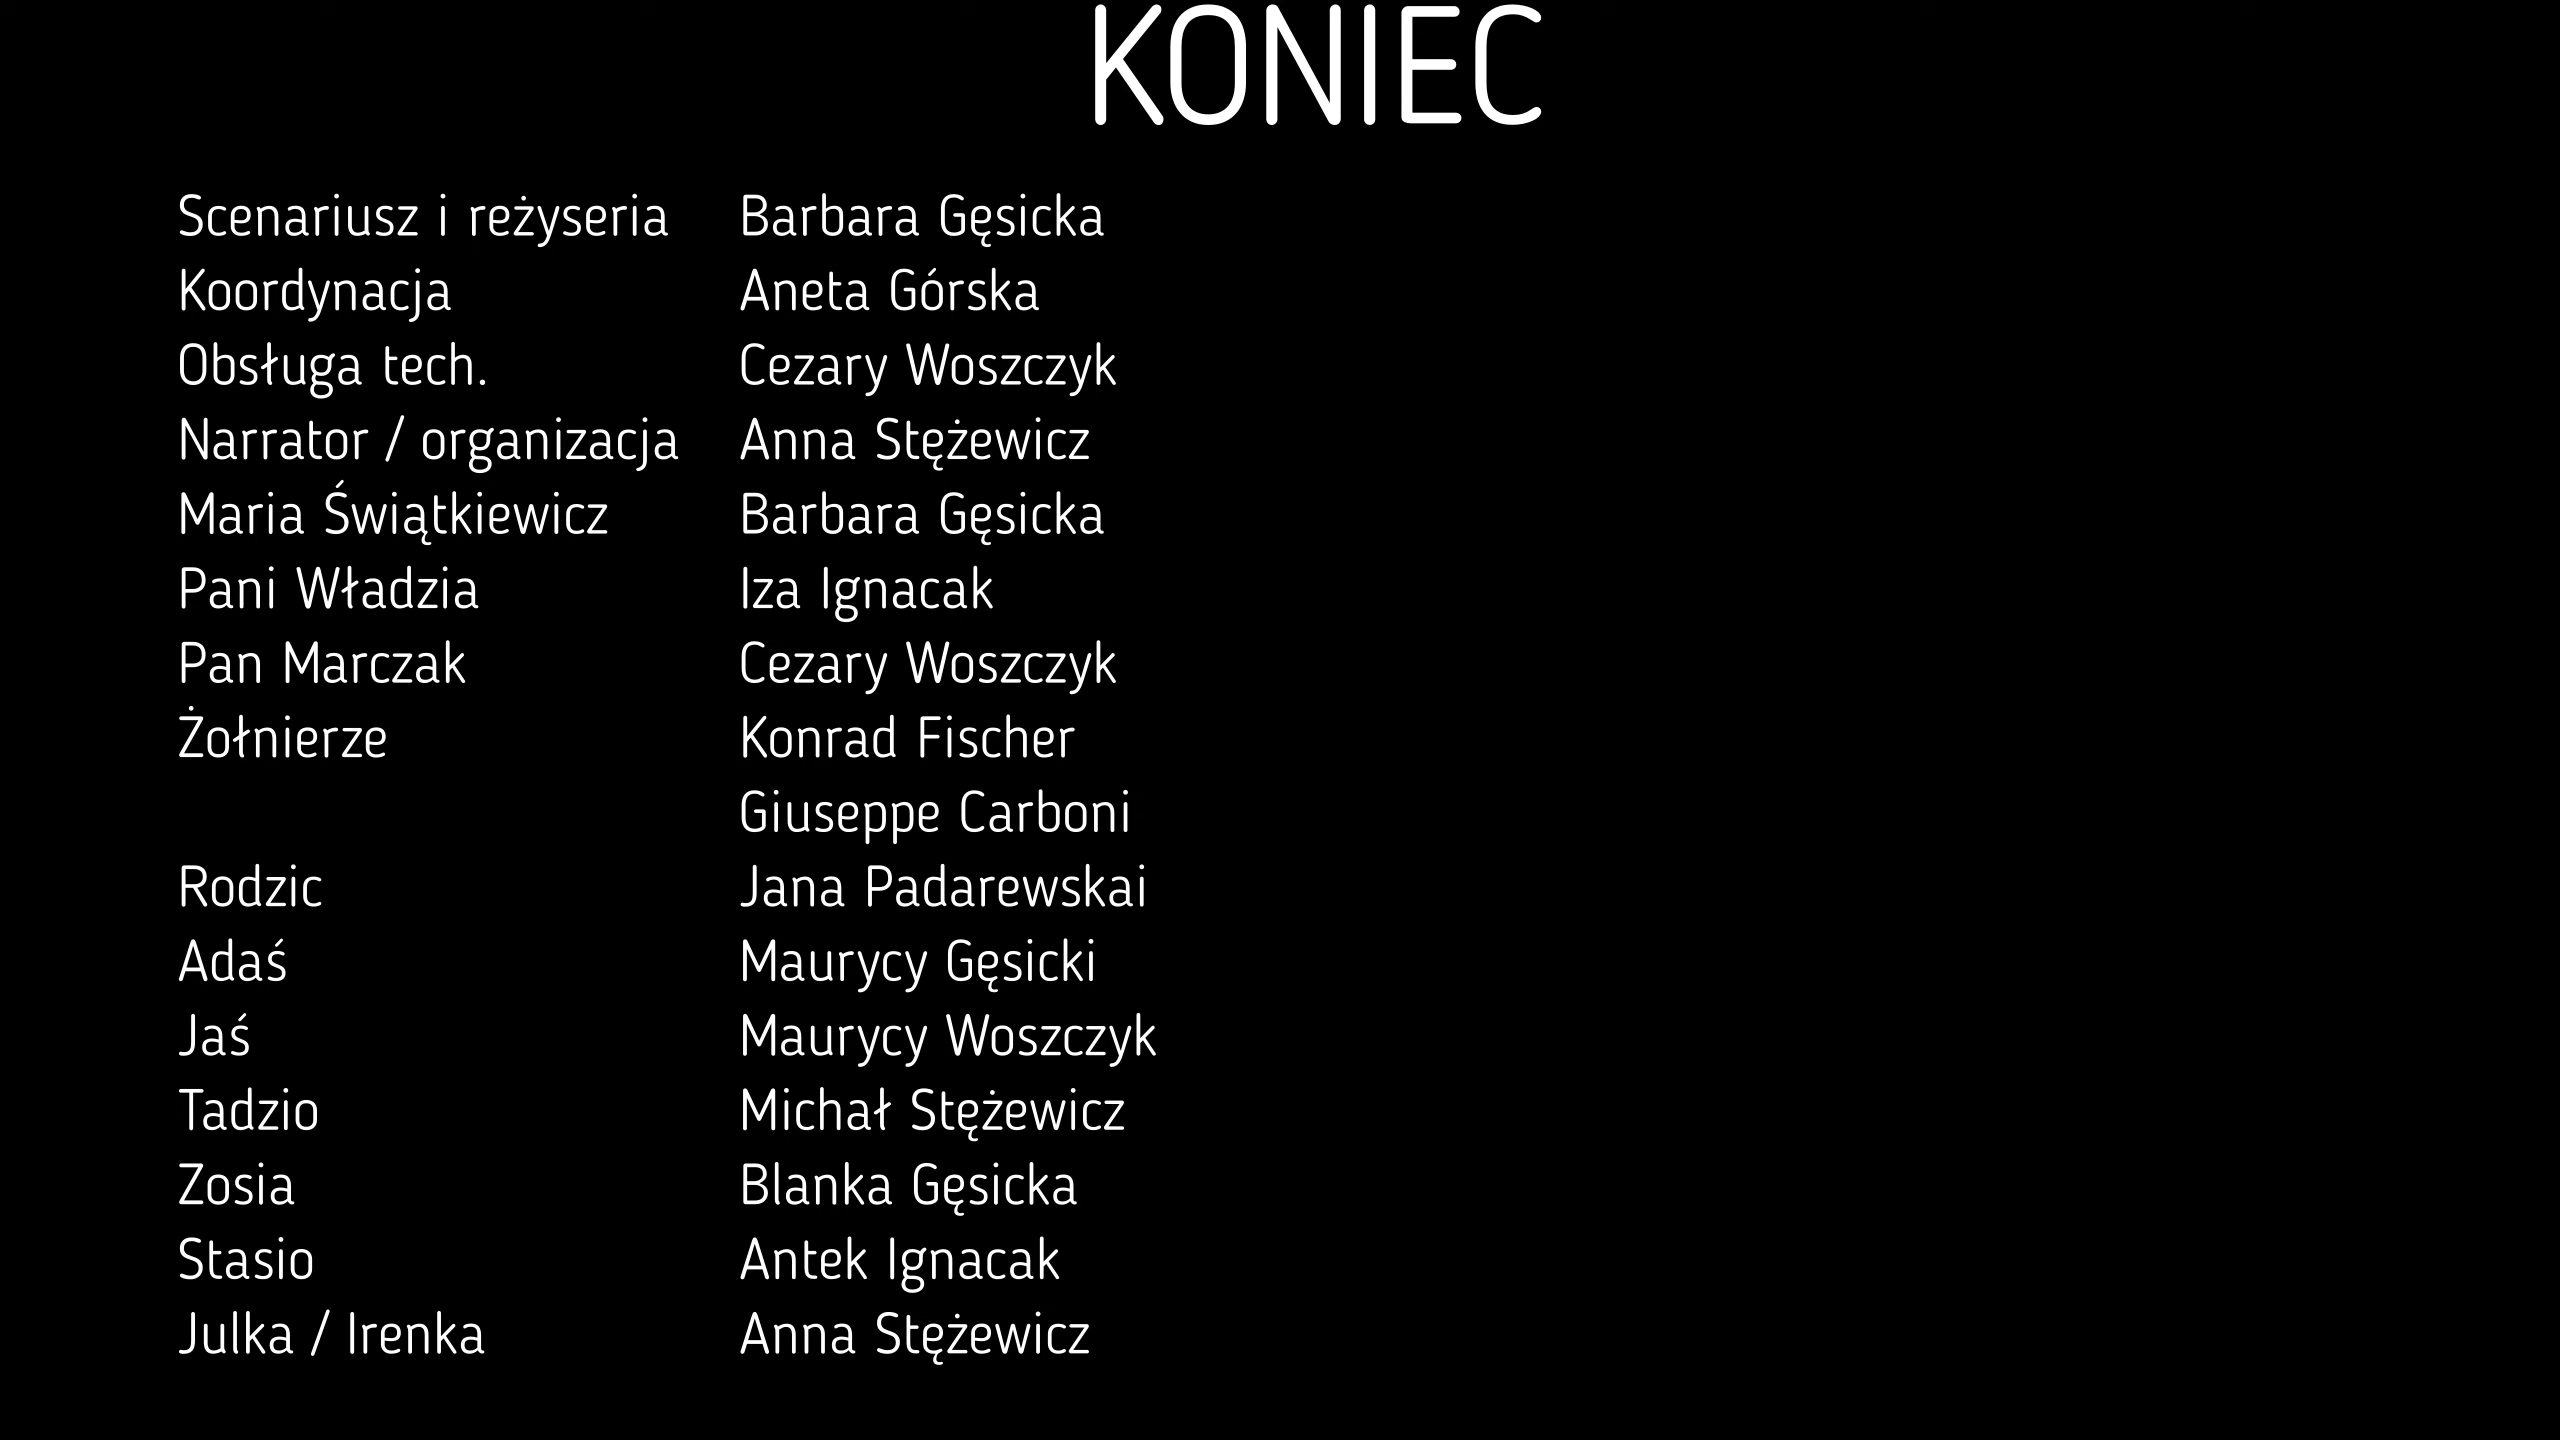 KONIEC
Scenariusz i reżyseria Barbara Gęsicka
Koordynacja Aneta Górska
Obsługa tech. Cezary Woszczyk
Narrator / organizacja Anna Stężewicz
Maria Świątkiewicz Barbara Gęsicka
Pani Władzia Iza Ignacak
Pan Marczak Cezary Woszczyk
Żołnierze Konrad Fischer
Giuseppe Carboni
Rodzic Jana Padarewskai
Adaś Maurycy Gęsicki
Jaś Maurycy Woszczyk
Tadzio Michał Stężewicz
Zosia Blanka Gęsicka
Stasio Antek Ignacak
Julka / Irenka Anna Stężewicz